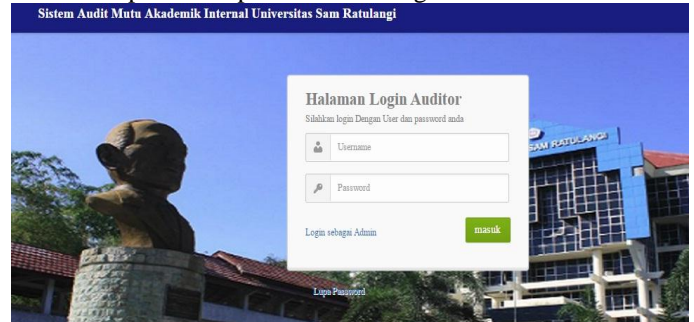 Sistem Audit Mutu Akademik Internal Universitas Sam Ratulangi
Halaman Login Auditor
Silahkan login Dengan User dan password anda
Username
SAM RATULANGI
Password
Login sebagai Admin
masuk
Lupa Password